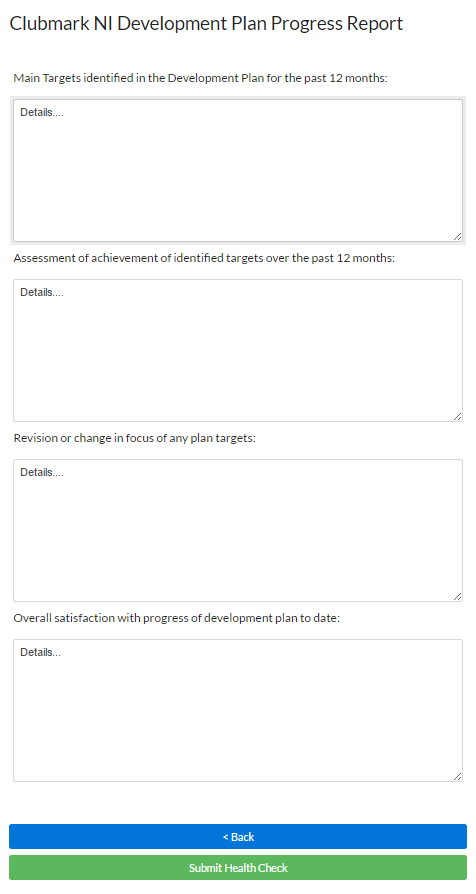 Clubmark NI Development Plan Progress Report
Main Targets identified in the Development Plan for the past 12 months:
Details....
Assessment of achievement of identified targets over the past 12 months:
Details....
Revision or change in focus of any plan targets:
Details....
Overall satisfaction with progress of development plan to date:
Details...
< Back
Submit Health Check